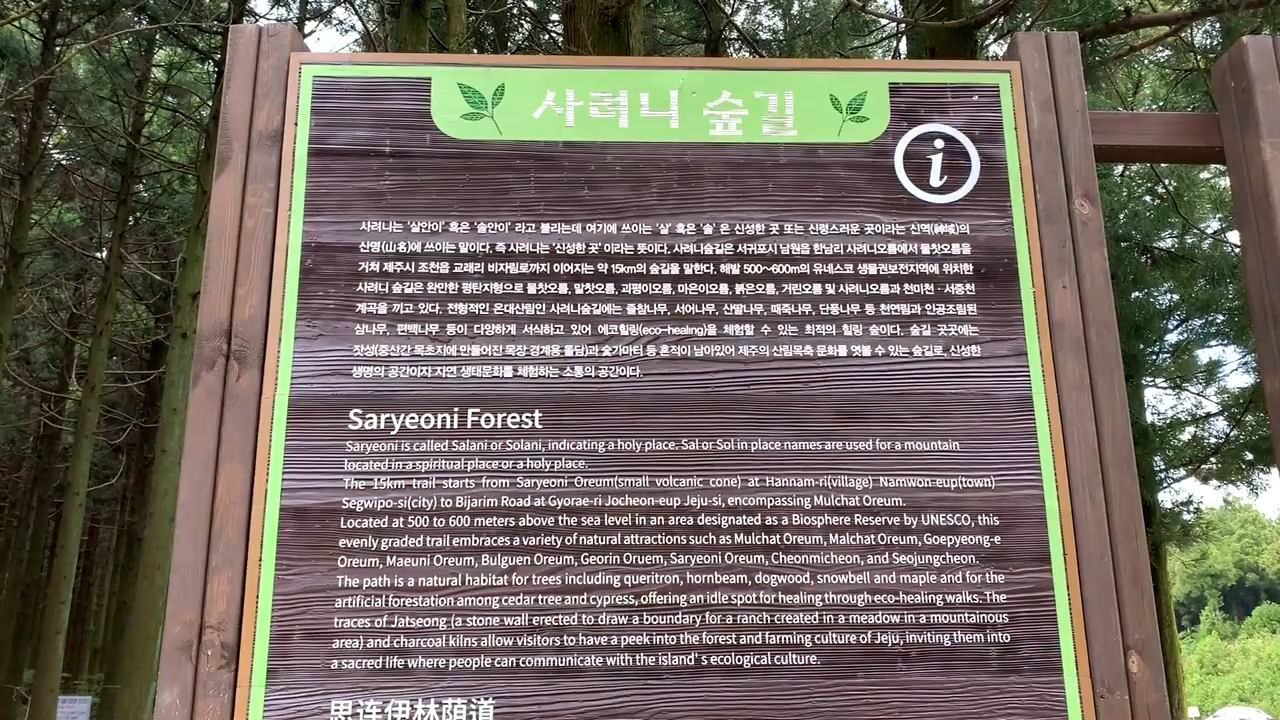 사려니 숲길
i
사려니는 '살안이' 혹은 '솔안이' 라고 불리는데 여기에 쓰이는 '살' 혹은 '솔' 은 신성한 곳 또는 신령스러운 곳이라는 신역(神域)의
산명(山名)에 쓰이는 말이다. 즉 사려니는 '신성한 곳' 이라는 뜻이다. 사려니숲길은 서귀포시 남원읍 한남리 사려니오름에서 물찻오름을
거쳐 제주시 조천읍 교래리 비자림로까지 이어지는 약 15km의 숲길을 말한다. 해발 500~600m의 유네스코 생물권보전지역에 위치한
사려니 숲길은 완만한 평탄지형으로 물찻오름, 말찻오름, 괴평이오름, 마은이오름, 붉은오름, 거린오름 및 사려니오름과 천미천 · 서중천
계곡을 끼고 있다. 전형적인 온대산림인 사려니숲길에는 졸참나무, 서어나무, 산딸나무, 때죽나무, 단풍나무 등 천연림과 인공조림된
삼나무, 편백나무 등이 다양하게 서식하고 있어 에코힐링(eco-healing)을 체험할 수 있는 최적의 힐링 숲이다. 숲길 곳곳에는
잣성(중산간 목초지에 만들어진 목장 경계용 돌담)과 숯가마터 등 흔적이 남아있어 제주의 산림목축 문화를 엿볼 수 있는 숲길로, 신성한
생명의 공간이자 자연 생태문화를 체험하는 소통의 공간이다.
Saryeoni Forest
Saryeoni is called Salani or Solani, indicating a holy place. Sal or Sol in place names are used for a mountain
located in a spiritual place or a holy place.
The 15km trail starts from Saryeoni Oreum(small volcanic cone) at Hannam-ri(village) Namwon-eup(town)
Segwipo-si(city) to Bijarim Road at Gyorae-ri Jocheon-eup Jeju-si, encompassing Mulchat Oreum.
Located at 500 to 600 meters above the sea level in an area designated as a Biosphere Reserve by UNESCO, this
evenly graded trail embraces a variety of natural attractions such as Mulchat Oreum, Malchat Oreum, Goepyeong-e
Oreum, Maeuni Oreum, Bulguen Oreum, Georin Oruem, Saryeoni Oreum, Cheonmicheon, and Seojungcheon.
The path is a natural habitat for trees including queritron, hornbeam, dogwood, snowbell and maple and for the
artificial forestation among cedar tree and cypress, offering an idle spot for healing through eco-healing walks. The
traces of Jatseong (a stone wall erected to draw a boundary for a ranch created in a meadow in a mountainous
area) and charcoal kilns allow visitors to have a peek into the forest and farming culture of Jeju, inviting them into
a sacred life where people can communicate with the island's ecological culture.
思连伊林荫道